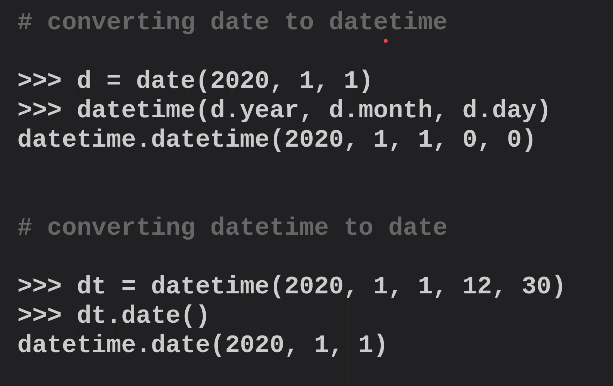 # converting date to datetime
>>> d = date(2020, 1, 1)
>>> datetime(d.year, d.month, d.day)
datetime.datetime(2020, 1, 1, 0, 0)
# converting datetime to date
>>> dt = datetime(2020, 1, 1, 12, 30)
>>> dt.date()
datetime.date(2020, 1, 1)